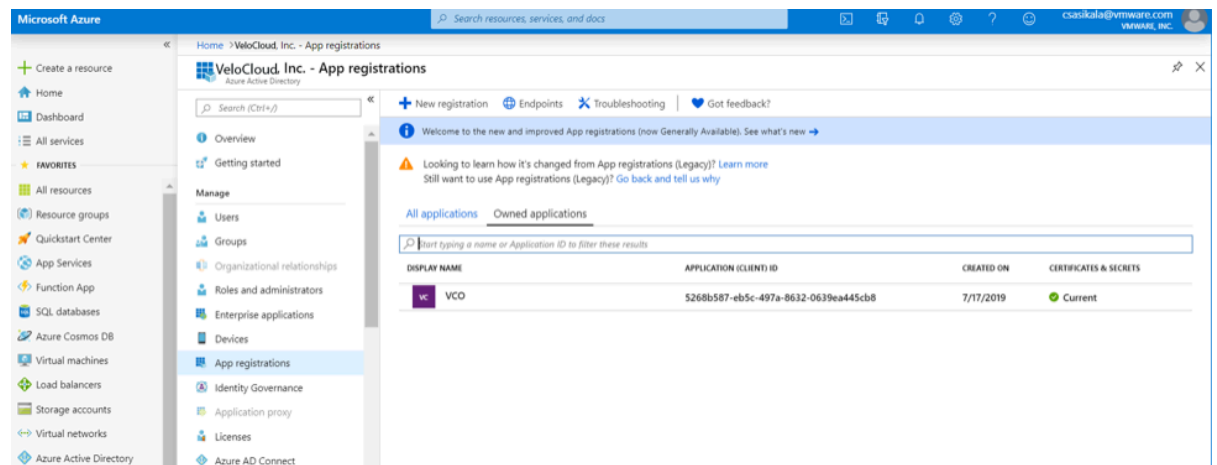 Microsoft Azure
Search resources, services, and docs
csasikala@vmware.com
VMWARE, INC.
«
Home >VeloCloud, Inc. - App registrations
Create a resource
Home
Dashboard
All services
FAVORITES
All resources
Resource groups
Quickstart Center
App Services
Function App
SQL databases
Azure Cosmos DB
Virtual machines
Load balancers
Storage accounts
Virtual networks
Azure Active Directory
VeloCloud, Inc. - App registrations
Azure Active Directory
Search (Ctrl+/)
«
Overview
Getting started
Manage
Users
Groups
Organizational relationships
Roles and administrators
Enterprise applications
Devices
App registrations
Identity Governance
Application proxy
Licenses
Azure AD Connect
New registration Endpoints Troubleshooting Got feedback?
Welcome to the new and improved App registrations (now Generally Available). See what's new →
Looking to learn how it's changed from App registrations (Legacy)? Learn more
Still want to use App registrations (Legacy)? Go back and tell us why
All applications Owned applications
Start typing a name or Application ID to filter these results
DISPLAY NAME APPLICATION (CLIENT) ID CREATED ON CERTIFICATES & SECRETS
VC VCO 5268b587-eb5c-497a-8632-0639ea445cb8 7/17/2019 Current